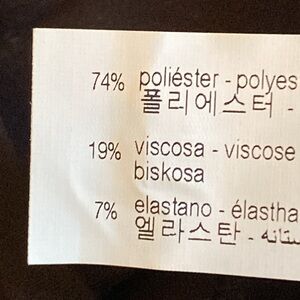 74% poliéster - polyes
폴리에스터 -
19% viscosa - viscose
biskosa
7% elastano - élastha
엘라스탄 -